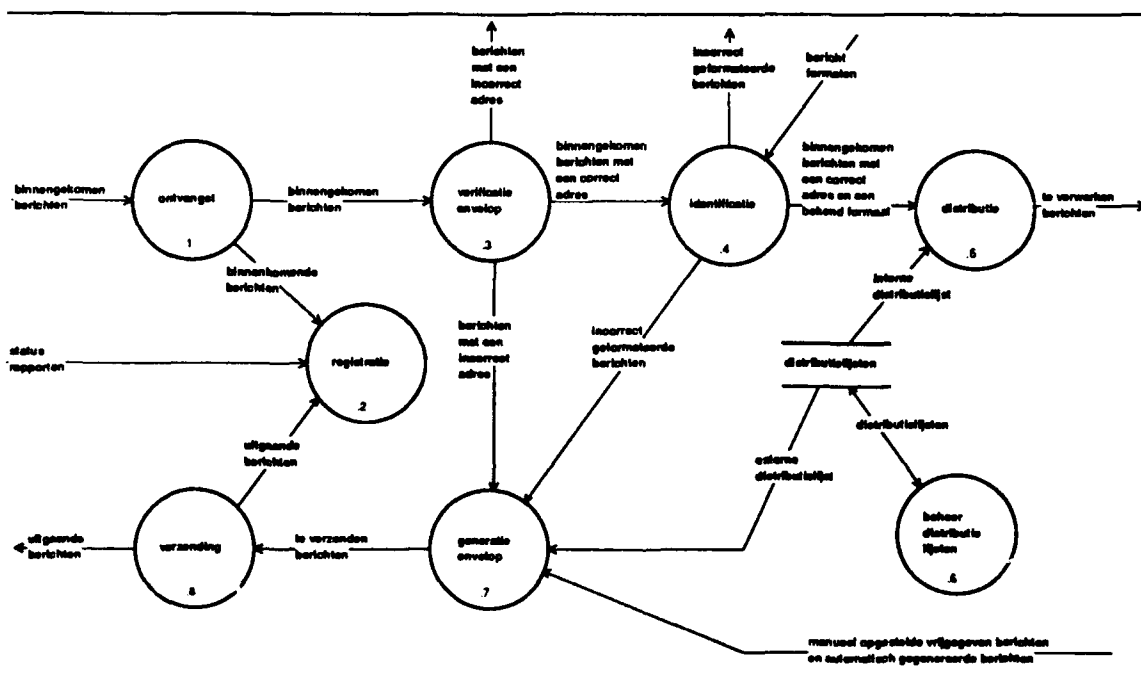 berichten
met een
incorrect
adres
incorrect
geformateerde
berichten
bericht
formaten
binnengekomen
berichten
ontvangst
1
binnengekomen
berichten
verificatie
envelop
.3
binnengekomen
berichten met
een correct
adres
identificatie
.4
binnengekomen
berichten met
een correct
adres en een
bekend formaat
distributie
.5
te verwerken
berichten
binnenkomende
berichten
interne
distributielijst
status
rapporten
registratie
.2
berichten
met een
incorrect
adres
incorrect
geformateerde
berichten
distributielijsten
uitgaande
berichten
externe
distributielijst
distributielijsten
uitgaande
berichten
verzending
.8
te verzenden
berichten
generatie
envelop
.7
beheer
distributie
lijsten
.6
manueel opgestelde vrijgegeven berichten
en automatisch gegenereerde berichten